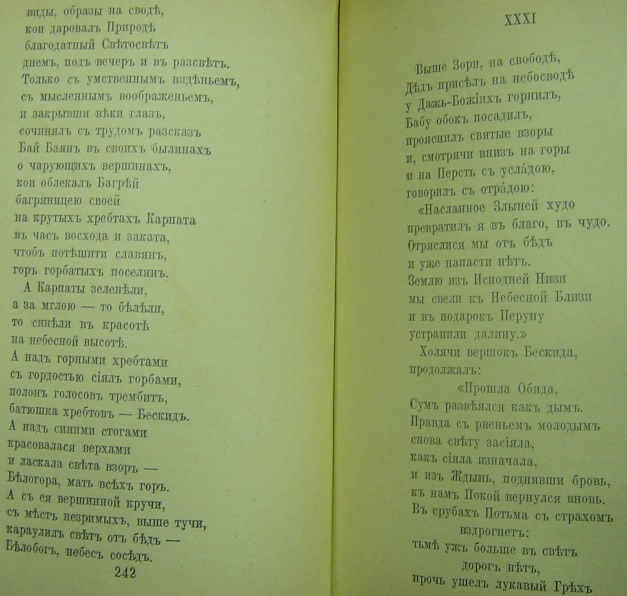 виды, образы на сводѣ,
кои даровалъ Природѣ
благодатный Свѣтосвѣтъ
днемъ, подъ вечеръ и въ разсвѣтъ.
Только съ умственнымъ видѣньемъ,
съ мысленнымъ воображеньемъ,
и закрывши вѣки глазъ,
сочинялъ съ трудомъ разсказъ
Бай Баянъ въ своихъ былинахъ
о чарующихъ вершинахъ,
кои облекалъ Багрѣй
багряницею своей
на крутыхъ хребтахъ Карпата
въ часъ восхода и заката,
чтобъ потѣшити славянъ,
горъ горбатыхъ поселянъ.
А Карпаты зеленѣли,
а за мглою — то бѣлѣли,
то синѣли въ красотѣ
на небесной высотѣ.
А надъ горными хребтами
съ гордостью сіялъ горбами,
полонъ голосовъ трембитъ,
батюшка хребтовъ — Бескидъ.
А надъ синими стогами
красовалася верхами
и ласкала свѣта взоръ —
Бѣлогора, мать всѣхъ горъ.
А съ ея вершинной кручи,
съ мѣстъ незримыхъ, выше тучи,
караулилъ свѣтъ отъ бѣдъ —
Бѣлобогъ, небесъ сосѣдъ.
242
XXXI
Выше Зори, на свободѣ,
Дѣдъ присѣлъ на небосводѣ
у Дажь-Божіихъ горнилъ,
Бабу обокъ посадилъ,
прояснилъ святые взоры
и, смотрячи внизъ на горы
и на Персть съ усла́дою,
говорилъ съ отра́дою:
«Насланное Злыней худо
превратилъ я въ благо, въ чудо.
Отряслися мы отъ бѣдъ
и уже напасти нѣтъ.
Землю изъ Исподней Низи
мы свели къ Небесной Близи
и въ подарокъ Перуну
устранили далину.»
Холячи вершокъ Бескида,
продолжалъ:
«Прошла Обида,
Сумъ развѣялся какъ дымъ.
Правда съ рвеньемъ молодымъ
снова свѣту засіяла,
какъ сіяла изначала,
и изъ Ждынь, поднявши бровь,
къ намъ Покой вернулся вновь.
Въ срубахъ Потьма съ страхомъ
вздрогнетъ:
тьмѣ ужъ больше въ свѣтъ
дорогъ нѣтъ,
прочь ушелъ лукавый Грѣхъ